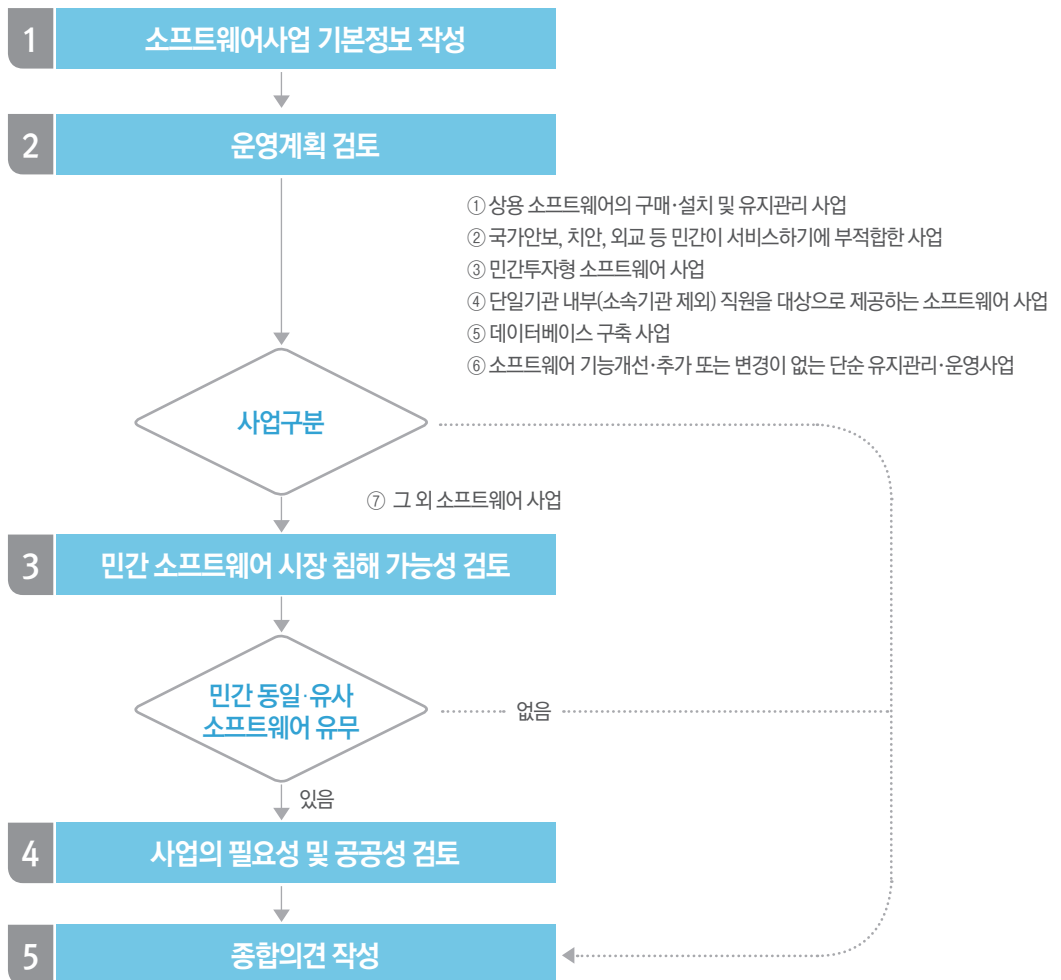 1 소프트웨어사업 기본정보 작성
2 운영계획 검토
① 상용 소프트웨어의 구매·설치 및 유지관리 사업
② 국가안보, 치안, 외교 등 민간이 서비스하기에 부적합한 사업
③ 민간투자형 소프트웨어 사업
④ 단일기관 내부(소속기관 제외) 직원을 대상으로 제공하는 소프트웨어 사업
⑤ 데이터베이스 구축 사업
⑥ 소프트웨어 기능개선·추가 또는 변경이 없는 단순 유지관리·운영사업
사업구분
⑦ 그 외 소프트웨어 사업
3 민간 소프트웨어 시장 침해 가능성 검토
민간 동일·유사
소프트웨어 유무
없음
있음
4 사업의 필요성 및 공공성 검토
5 종합의견 작성